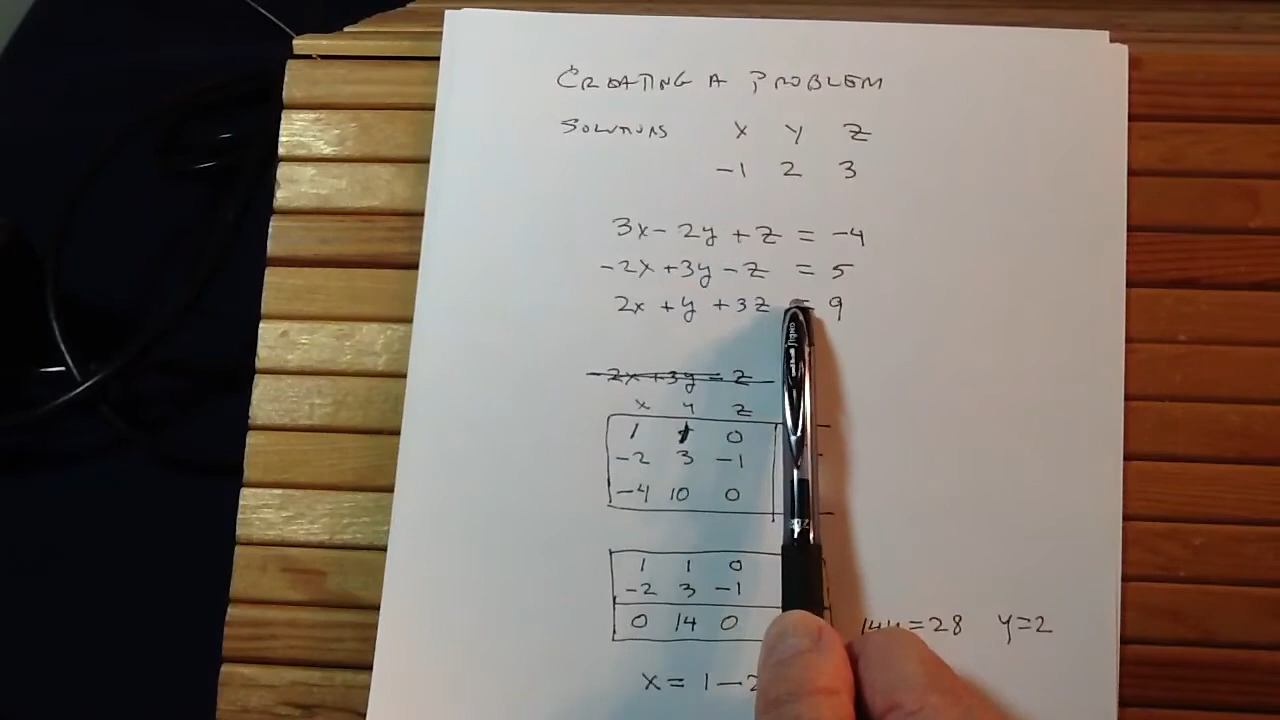 CREATING A PROBLEM
SOLUTIONS X Y Z
-1 2 3
3x - 2y + z = -4
-2x + 3y - z = 5
2x + y + 3z = 9
-2x + 3y - z
x y z
1 1 0
-2 3 -1
-4 10 0
1 1 0
-2 3 -1
0 14 0 14y = 28 y = 2
x = 1 - 2